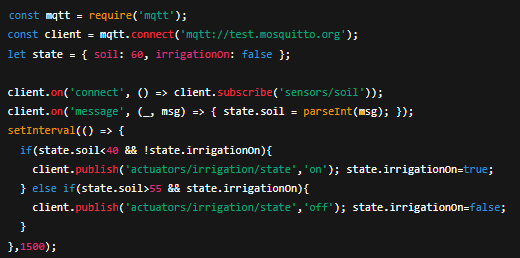 const mqtt = require('mqtt');
const client = mqtt.connect('mqtt://test.mosquitto.org');
let state = { soil: 60, irrigationOn: false };

client.on('connect', () => client.subscribe('sensors/soil'));
client.on('message', (_, msg) => { state.soil = parseInt(msg); });
setInterval(() => {
  if(state.soil<40 && !state.irrigationOn){
    client.publish('actuators/irrigation/state','on'); state.irrigationOn=true;
  } else if(state.soil>55 && state.irrigationOn){
    client.publish('actuators/irrigation/state','off'); state.irrigationOn=false;
  }
},1500);